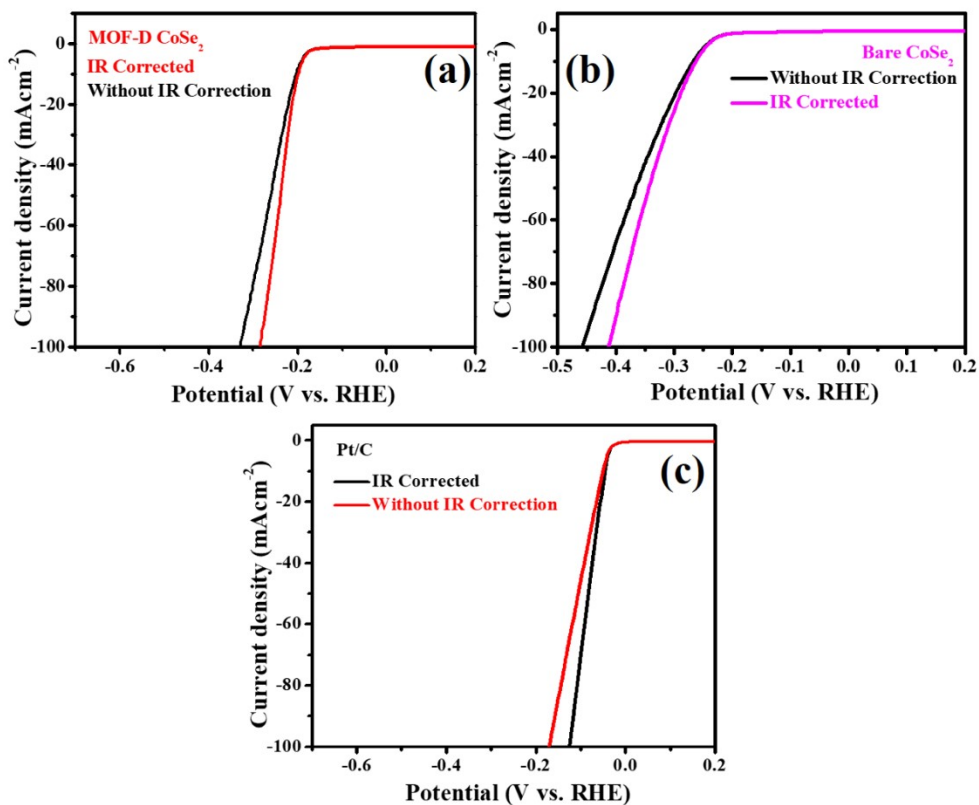 MOF-D CoSe₂
IR Corrected
Without IR Correction
(a)
0
-20
-40
-60
-80
-100
-0.6
-0.4
-0.2
0.0
0.2
Current density (mAcm⁻²)
Potential (V vs. RHE)
(b)
Bare CoSe₂
Without IR Correction
IR Corrected
0
-20
-40
-60
-80
-100
-0.5
-0.4
-0.3
-0.2
-0.1
0.0
0.1
0.2
Current density (mAcm⁻²)
Potential (V vs. RHE)
Pt/C
IR Corrected
Without IR Correction
(c)
0
-20
-40
-60
-80
-100
-0.6
-0.4
-0.2
0.0
0.2
Current density (mAcm⁻²)
Potential (V vs. RHE)